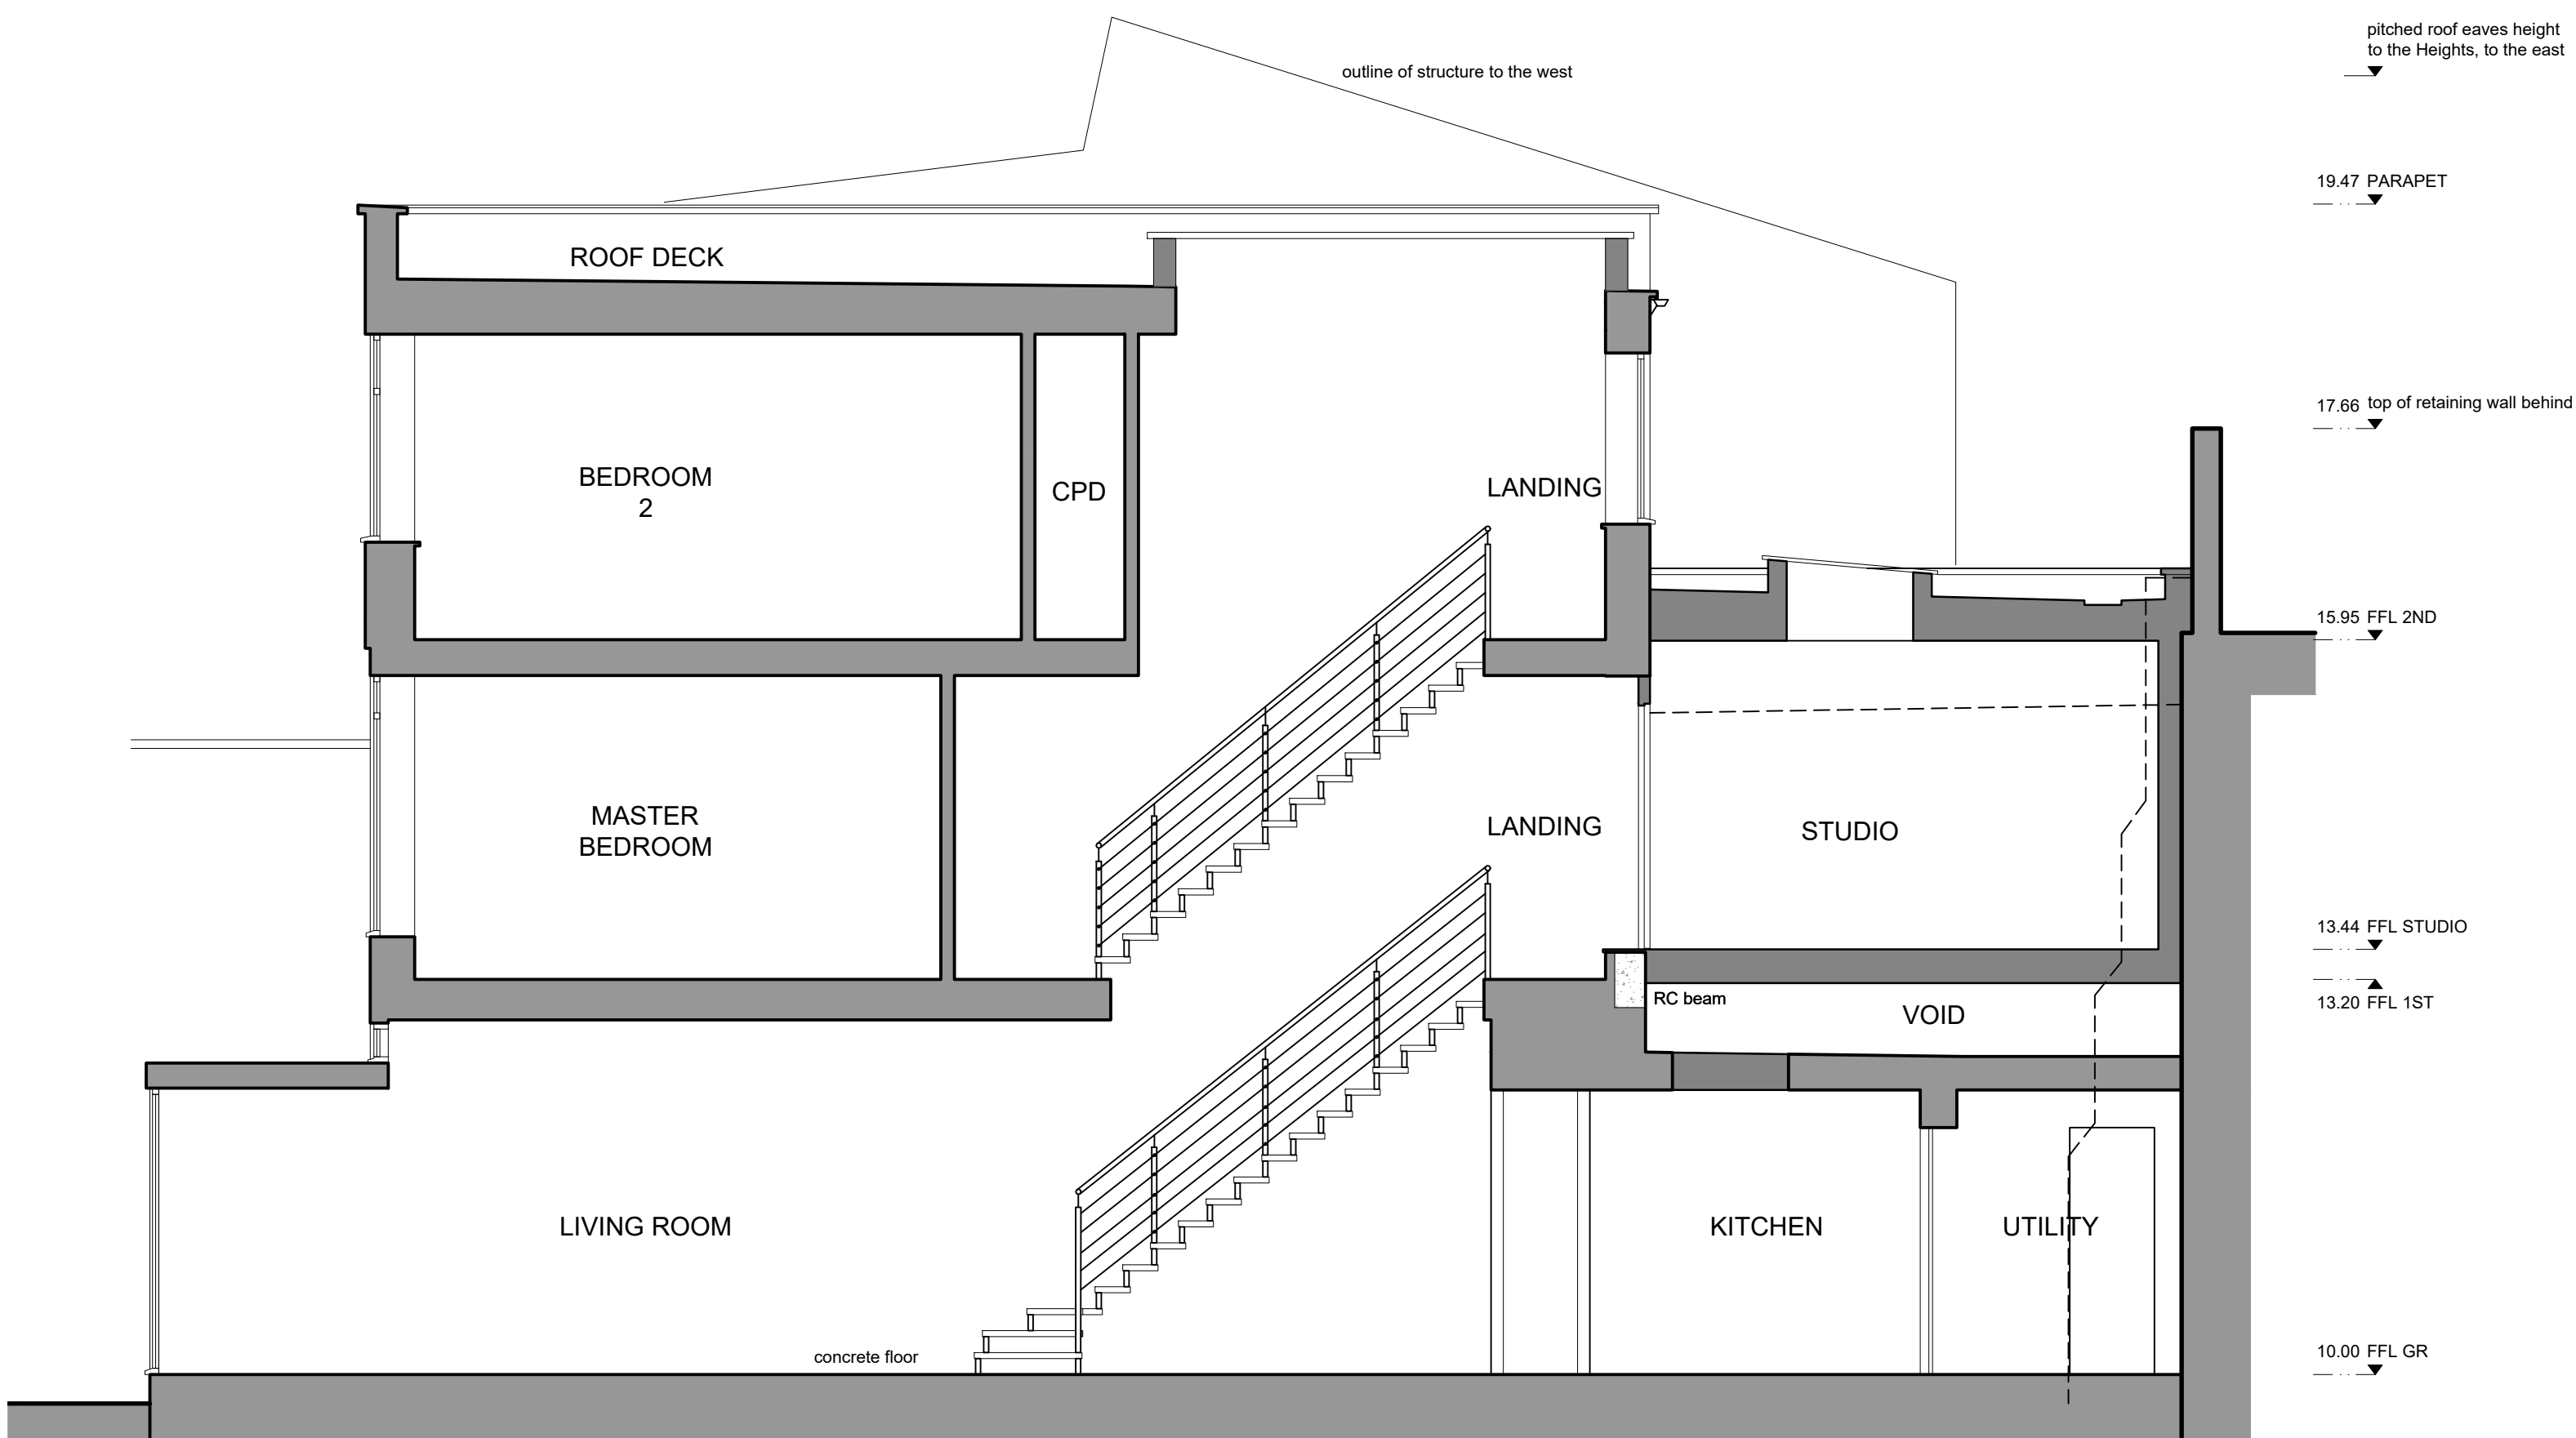 pitched roof eaves height
to the Heights, to the east
outline of structure to the west
19.47 PARAPET
ROOF DECK
17.66 top of retaining wall behind
BEDROOM
2
CPD
LANDING
15.95 FFL 2ND
MASTER
BEDROOM
LANDING
STUDIO
13.44 FFL STUDIO
RC beam
13.20 FFL 1ST
VOID
LIVING ROOM
KITCHEN
UTILITY
concrete floor
10.00 FFL GR